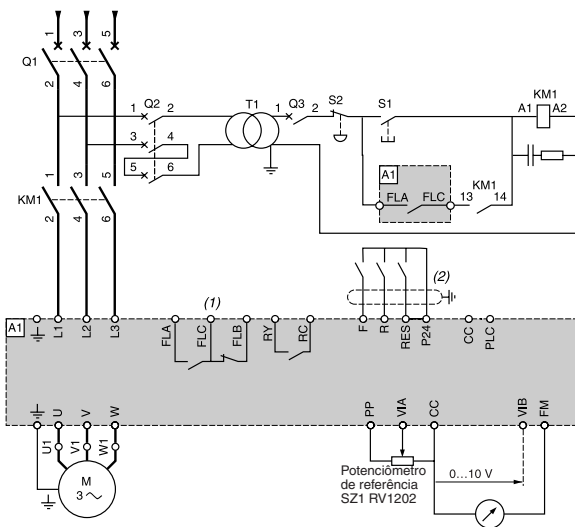 1 3 5
Q1
2 4 6
Q2
1 2
3 4
5 6
T1
1 Q3 2
S2
S1
KM1
A1 A2
A1
FLA FLC
KM1
13 14
KM1
1 3 5
2 4 6
(1)
(2)
A1
L1 L2 L3
FLA FLC FLB RY RC
F R RES P24 CC PLC
U V W
PP VIA CC VIB FM
U1 V1 W1
M
3
Potenciômetro
de referência
SZ1 RV1202
0...10 V